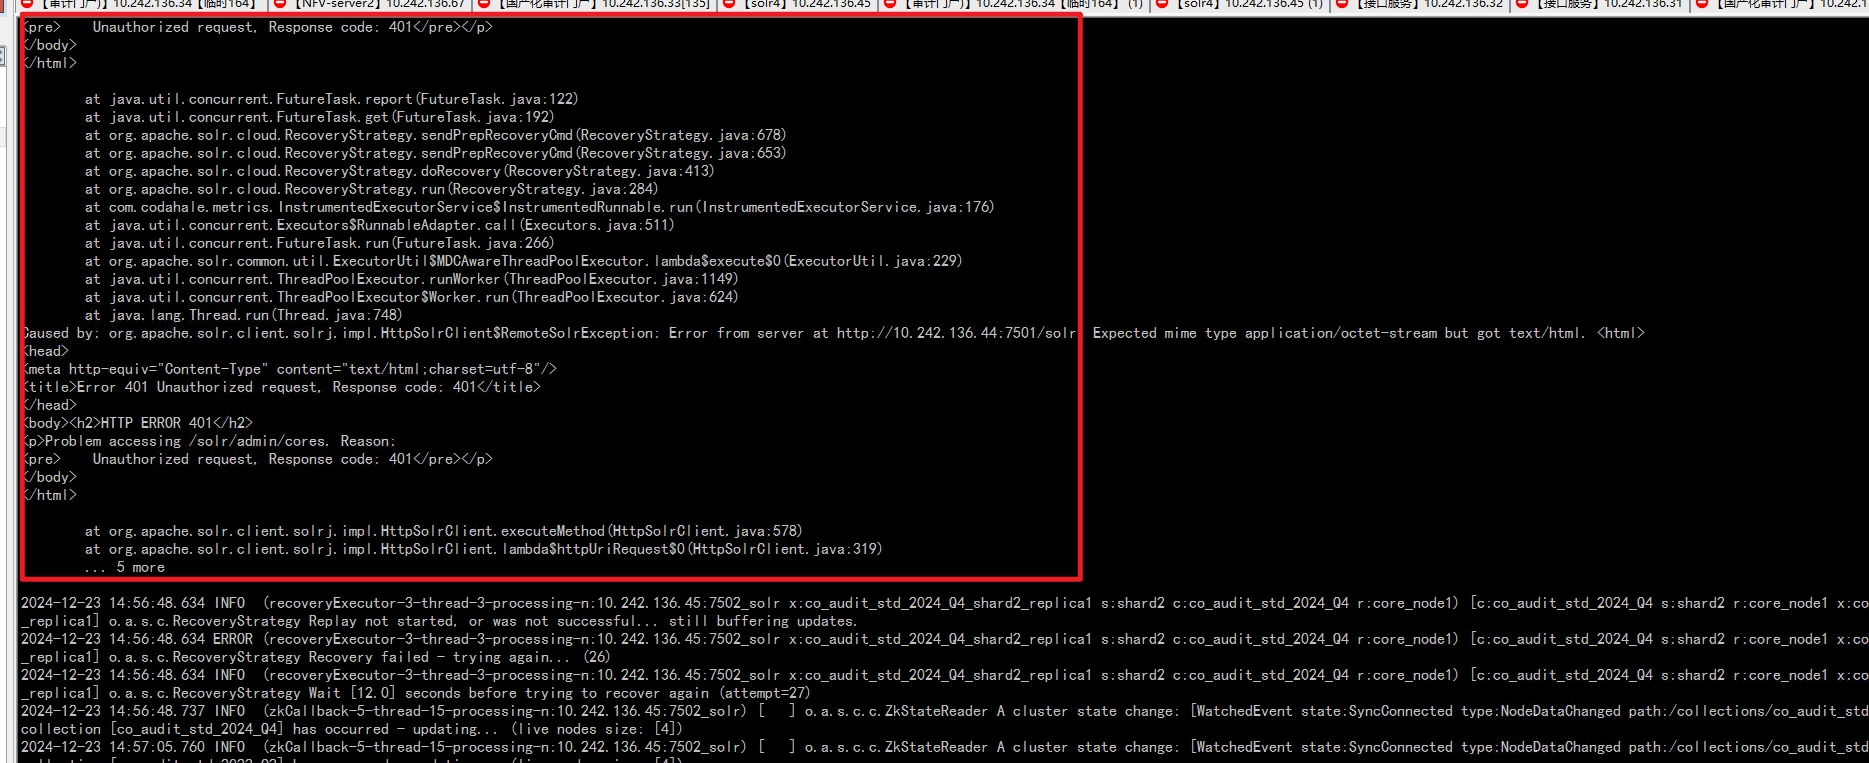 【审计门户】10.242.136.34【临时164】 【NFV-server2】10.242.136.67 【国产化审计门户】10.242.136.33[135] 【solr4】10.242.136.45 【审计门户】10.242.136.34【临时164】 (1) 【solr4】10.242.136.45 (1) 【接口服务】10.242.136.32 【接口服务】10.242.136.31 【国产化审计门户】10.242.1
<pre>    Unauthorized request, Response code: 401</pre></p>
</body>
</html>
at java.util.concurrent.FutureTask.report(FutureTask.java:122)
at java.util.concurrent.FutureTask.get(FutureTask.java:192)
at org.apache.solr.cloud.RecoveryStrategy.sendPrepRecoveryCmd(RecoveryStrategy.java:678)
at org.apache.solr.cloud.RecoveryStrategy.sendPrepRecoveryCmd(RecoveryStrategy.java:653)
at org.apache.solr.cloud.RecoveryStrategy.doRecovery(RecoveryStrategy.java:413)
at org.apache.solr.cloud.RecoveryStrategy.run(RecoveryStrategy.java:284)
at com.codahale.metrics.InstrumentedExecutorService$InstrumentedRunnable.run(InstrumentedExecutorService.java:176)
at java.util.concurrent.Executors$RunnableAdapter.call(Executors.java:511)
at java.util.concurrent.FutureTask.run(FutureTask.java:266)
at org.apache.solr.common.util.ExecutorUtil$MDCAwareThreadPoolExecutor.lambda$execute$0(ExecutorUtil.java:229)
at java.util.concurrent.ThreadPoolExecutor.runWorker(ThreadPoolExecutor.java:1149)
at java.util.concurrent.ThreadPoolExecutor$Worker.run(ThreadPoolExecutor.java:624)
at java.lang.Thread.run(Thread.java:748)
Caused by: org.apache.solr.client.solrj.impl.HttpSolrClient$RemoteSolrException: Error from server at http://10.242.136.44:7501/solr: Expected mime type application/octet-stream but got text/html. <html>
<head>
<meta http-equiv="Content-Type" content="text/html;charset=utf-8"/>
<title>Error 401 Unauthorized request, Response code: 401</title>
</head>
<body><h2>HTTP ERROR 401</h2>
<p>Problem accessing /solr/admin/cores. Reason:
<pre>    Unauthorized request, Response code: 401</pre></p>
</body>
</html>
at org.apache.solr.client.solrj.impl.HttpSolrClient.executeMethod(HttpSolrClient.java:578)
at org.apache.solr.client.solrj.impl.HttpSolrClient.lambda$httpUriRequest$0(HttpSolrClient.java:319)
... 5 more
2024-12-23 14:56:48.634 INFO  (recoveryExecutor-3-thread-3-processing-n:10.242.136.45:7502_solr x:co_audit_std_2024_Q4_shard2_replica1 s:shard2 c:co_audit_std_2024_Q4 r:core_node1) [c:co_audit_std_2024_Q4 s:shard2 r:core_node1 x:co
_replica1] o.a.s.c.RecoveryStrategy Replay not started, or was not successful... still buffering updates.
2024-12-23 14:56:48.634 ERROR (recoveryExecutor-3-thread-3-processing-n:10.242.136.45:7502_solr x:co_audit_std_2024_Q4_shard2_replica1 s:shard2 c:co_audit_std_2024_Q4 r:core_node1) [c:co_audit_std_2024_Q4 s:shard2 r:core_node1 x:co
_replica1] o.a.s.c.RecoveryStrategy Recovery failed - trying again... (26)
2024-12-23 14:56:48.634 INFO  (recoveryExecutor-3-thread-3-processing-n:10.242.136.45:7502_solr x:co_audit_std_2024_Q4_shard2_replica1 s:shard2 c:co_audit_std_2024_Q4 r:core_node1) [c:co_audit_std_2024_Q4 s:shard2 r:core_node1 x:co
_replica1] o.a.s.c.RecoveryStrategy Wait [12.0] seconds before trying to recover again (attempt=27)
2024-12-23 14:56:48.737 INFO  (zkCallback-5-thread-15-processing-n:10.242.136.45:7502_solr) [   ] o.a.s.c.c.ZkStateReader A cluster state change: [WatchedEvent state:SyncConnected type:NodeDataChanged path:/collections/co_audit_std
collection [co_audit_std_2024_Q4] has occurred - updating... (live nodes size: [4])
2024-12-23 14:57:05.760 INFO  (zkCallback-5-thread-15-processing-n:10.242.136.45:7502_solr) [   ] o.a.s.c.c.ZkStateReader A cluster state change: [WatchedEvent state:SyncConnected type:NodeDataChanged path:/collections/co_audit_std